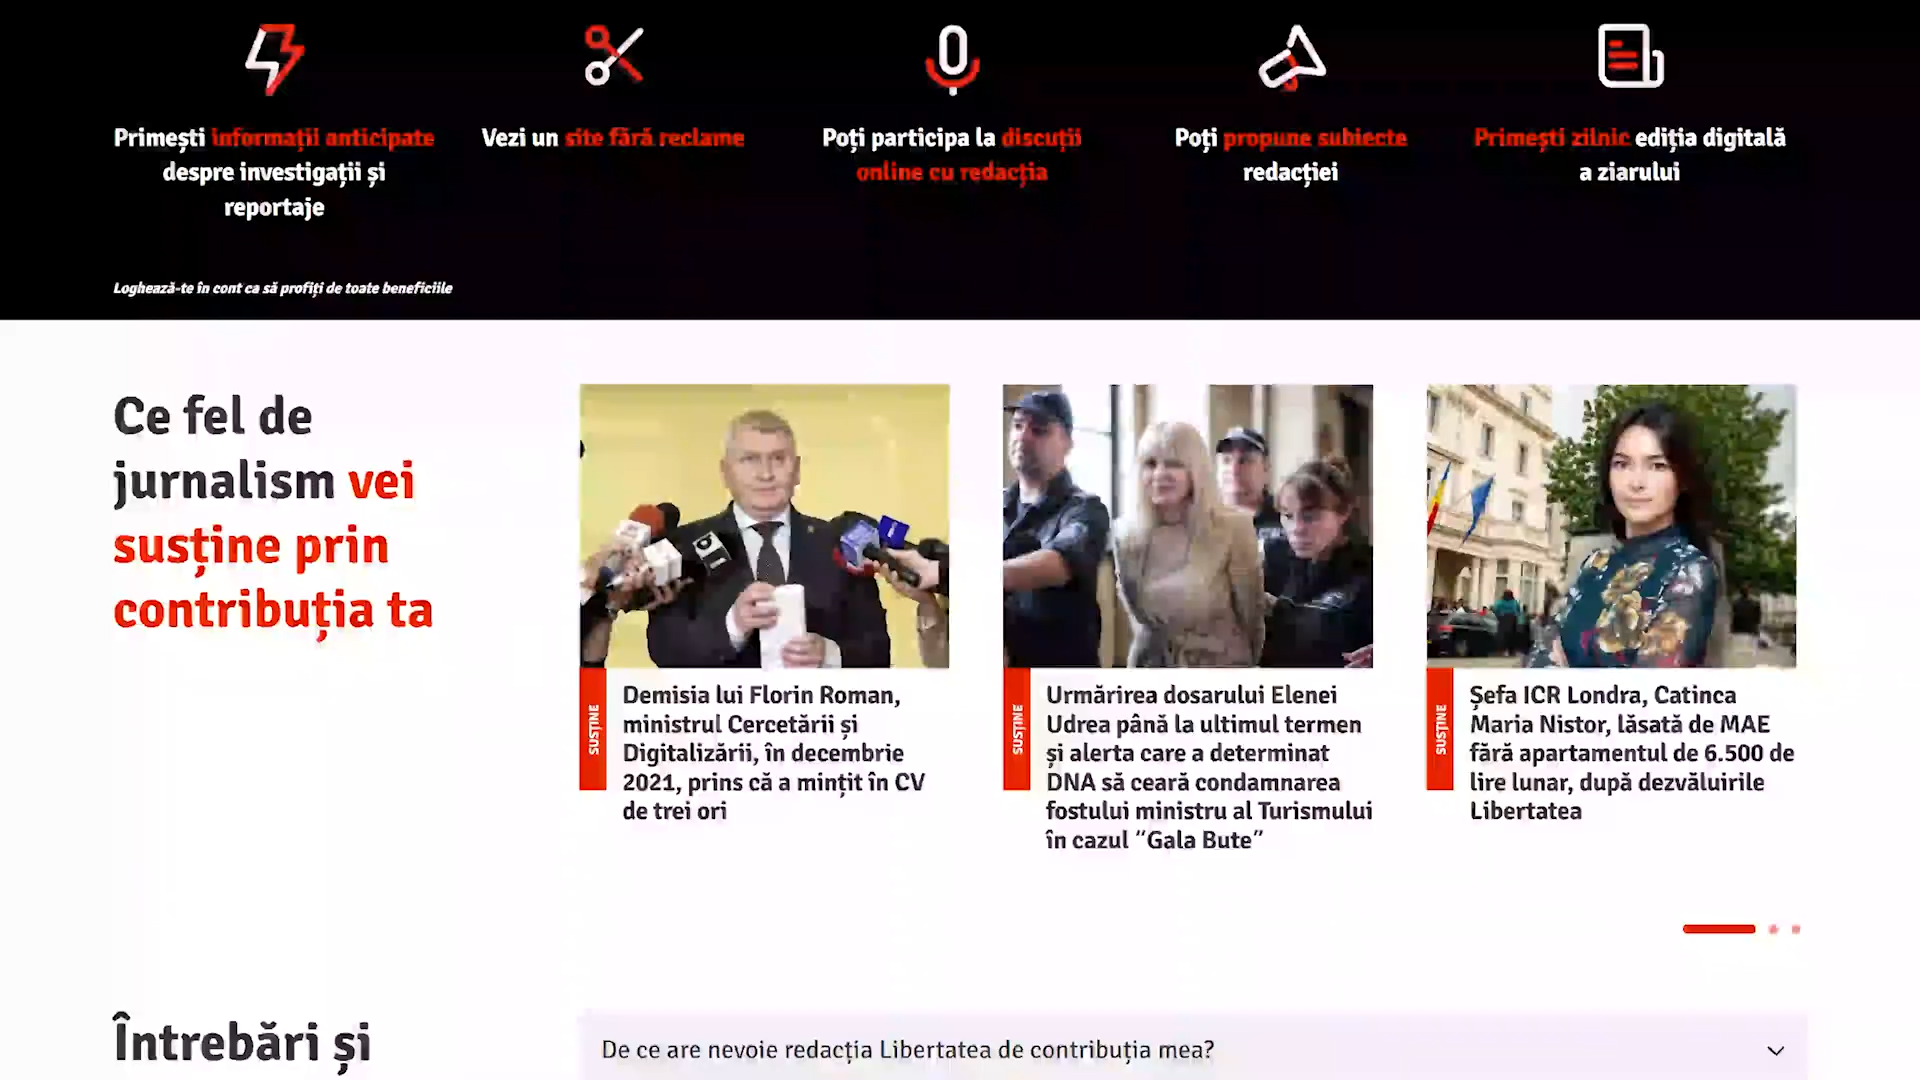 Primești informații anticipate
despre investigații și
reportaje
Vezi un site fără reclame
Poți participa la discuții
online cu redacția
Poți propune subiecte
redacției
Primești zilnic ediția digitală
a ziarului
Loghează-te în cont ca să profiți de toate beneficiile
Ce fel de
jurnalism vei
susține prin
contribuția ta
SUSȚINE
Demisia lui Florin Roman,
ministrul Cercetării și
Digitalizării, în decembrie
2021, prins că a mințit în CV
de trei ori
SUSȚINE
Urmărirea dosarului Elenei
Udrea până la ultimul termen
și alerta care a determinat
DNA să ceară condamnarea
fostului ministru al Turismului
în cazul “Gala Bute”
SUSȚINE
Șefa ICR Londra, Catinca
Maria Nistor, lăsată de MAE
fără apartamentul de 6.500 de
lire lunar, după dezvăluirile
Libertatea
Întrebări și
De ce are nevoie redacția Libertatea de contribuția mea?